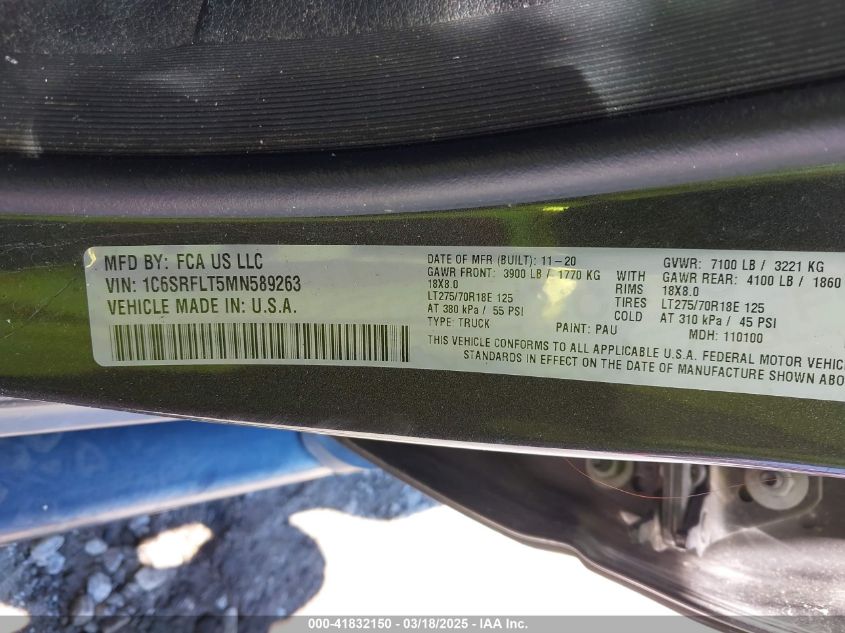 MFD BY: FCA US LLC
VIN: 1C6SRFLT5MN589263
VEHICLE MADE IN: U.S.A.
DATE OF MFR (BUILT): 11-20
GAWR FRONT: 3900 LB / 1770 KG
18X8.0
LT275/70R18E 125
AT 380 kPa / 55 PSI
TYPE: TRUCK
PAINT: PAU
WITH
RIMS
TIRES
COLD
GVWR: 7100 LB / 3221 KG
GAWR REAR: 4100 LB / 1860
18X8.0
LT275/70R18E 125
AT 310 kPa / 45 PSI
MDH: 110100
THIS VEHICLE CONFORMS TO ALL APPLICABLE U.S.A. FEDERAL MOTOR
STANDARDS IN EFFECT ON THE DATE OF MANUFACTURE SHOWN
000-41832150 - 03/18/2025 - IAA Inc.